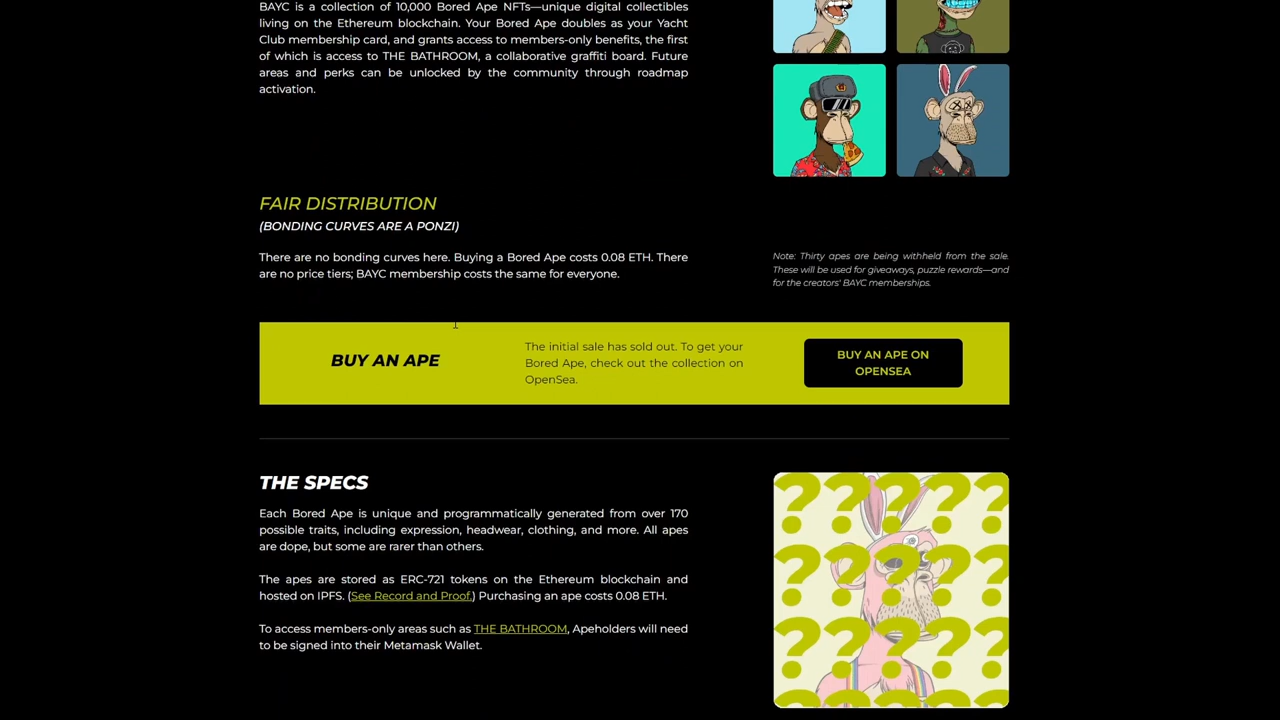 BAYC is a collection of 10,000 Bored Ape NFTs—unique digital collectibles
living on the Ethereum blockchain. Your Bored Ape doubles as your Yacht
Club membership card, and grants access to members-only benefits, the first
of which is access to THE BATHROOM, a collaborative graffiti board. Future
areas and perks can be unlocked by the community through roadmap
activation.
FAIR DISTRIBUTION
(BONDING CURVES ARE A PONZI)
There are no bonding curves here. Buying a Bored Ape costs 0.08 ETH. There
are no price tiers; BAYC membership costs the same for everyone.
Note: Thirty apes are being withheld from the sale.
These will be used for giveaways, puzzle rewards—and
for the creators' BAYC memberships.
BUY AN APE
The initial sale has sold out. To get your
Bored Ape, check out the collection on
OpenSea.
BUY AN APE ON
OPENSEA
THE SPECS
Each Bored Ape is unique and programmatically generated from over 170
possible traits, including expression, headwear, clothing, and more. All apes
are dope, but some are rarer than others.
The apes are stored as ERC-721 tokens on the Ethereum blockchain and
hosted on IPFS. (See Record and Proof.) Purchasing an ape costs 0.08 ETH.
To access members-only areas such as THE BATHROOM, Apeholders will need
to be signed into their Metamask Wallet.
? ? ? ? ?
? ? ? ? ?
? ? ? ? ?